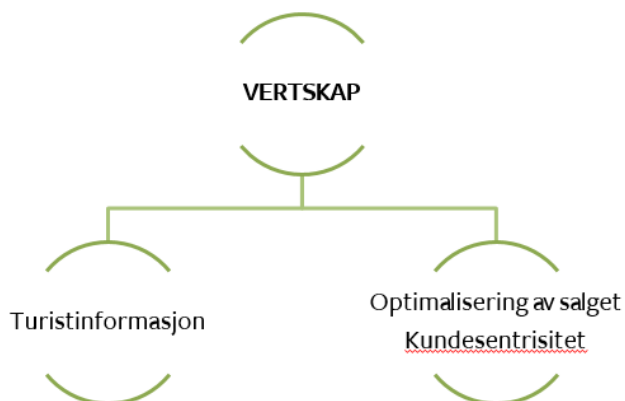 VERTSKAP
Turistinformasjon
Optimalisering av salget
Kundesentrisitet